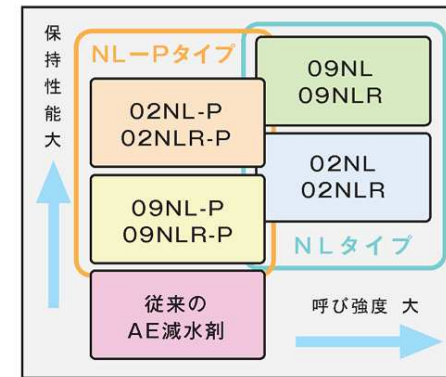 保持性能大
NL−Pタイプ
09NL
09NLR
02NL-P
02NLR-P
02NL
02NLR
09NL-P
09NLR-P
NLタイプ
従来の
AE減水剤
呼び強度 大